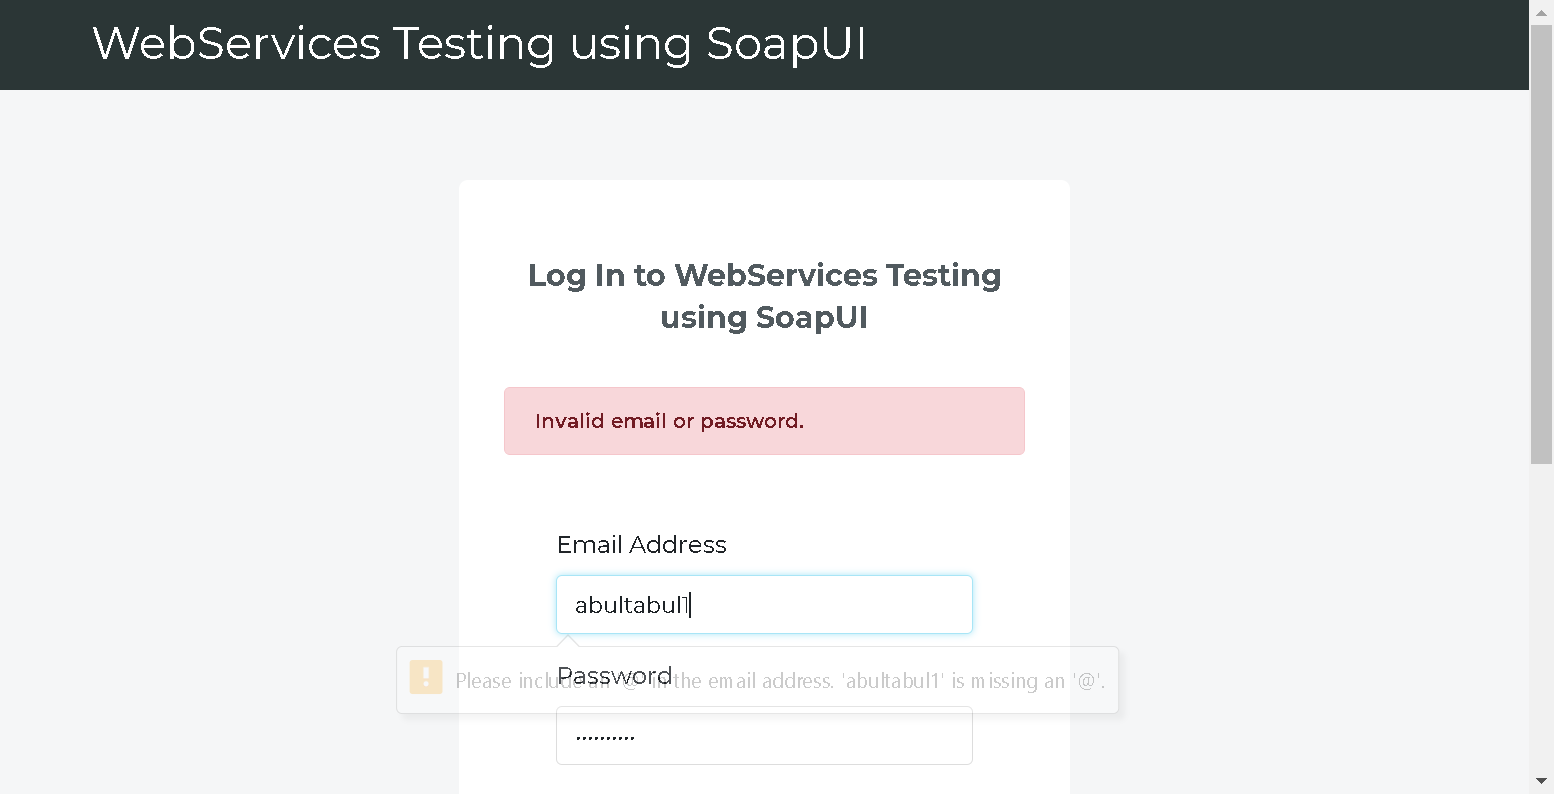 WebServices Testing using SoapUI
Log In to WebServices Testing
using SoapUI
Invalid email or password.
Email Address
abultabul1
Password
Please include an '@' in the email address. 'abultabul1' is missing an '@'.
..........